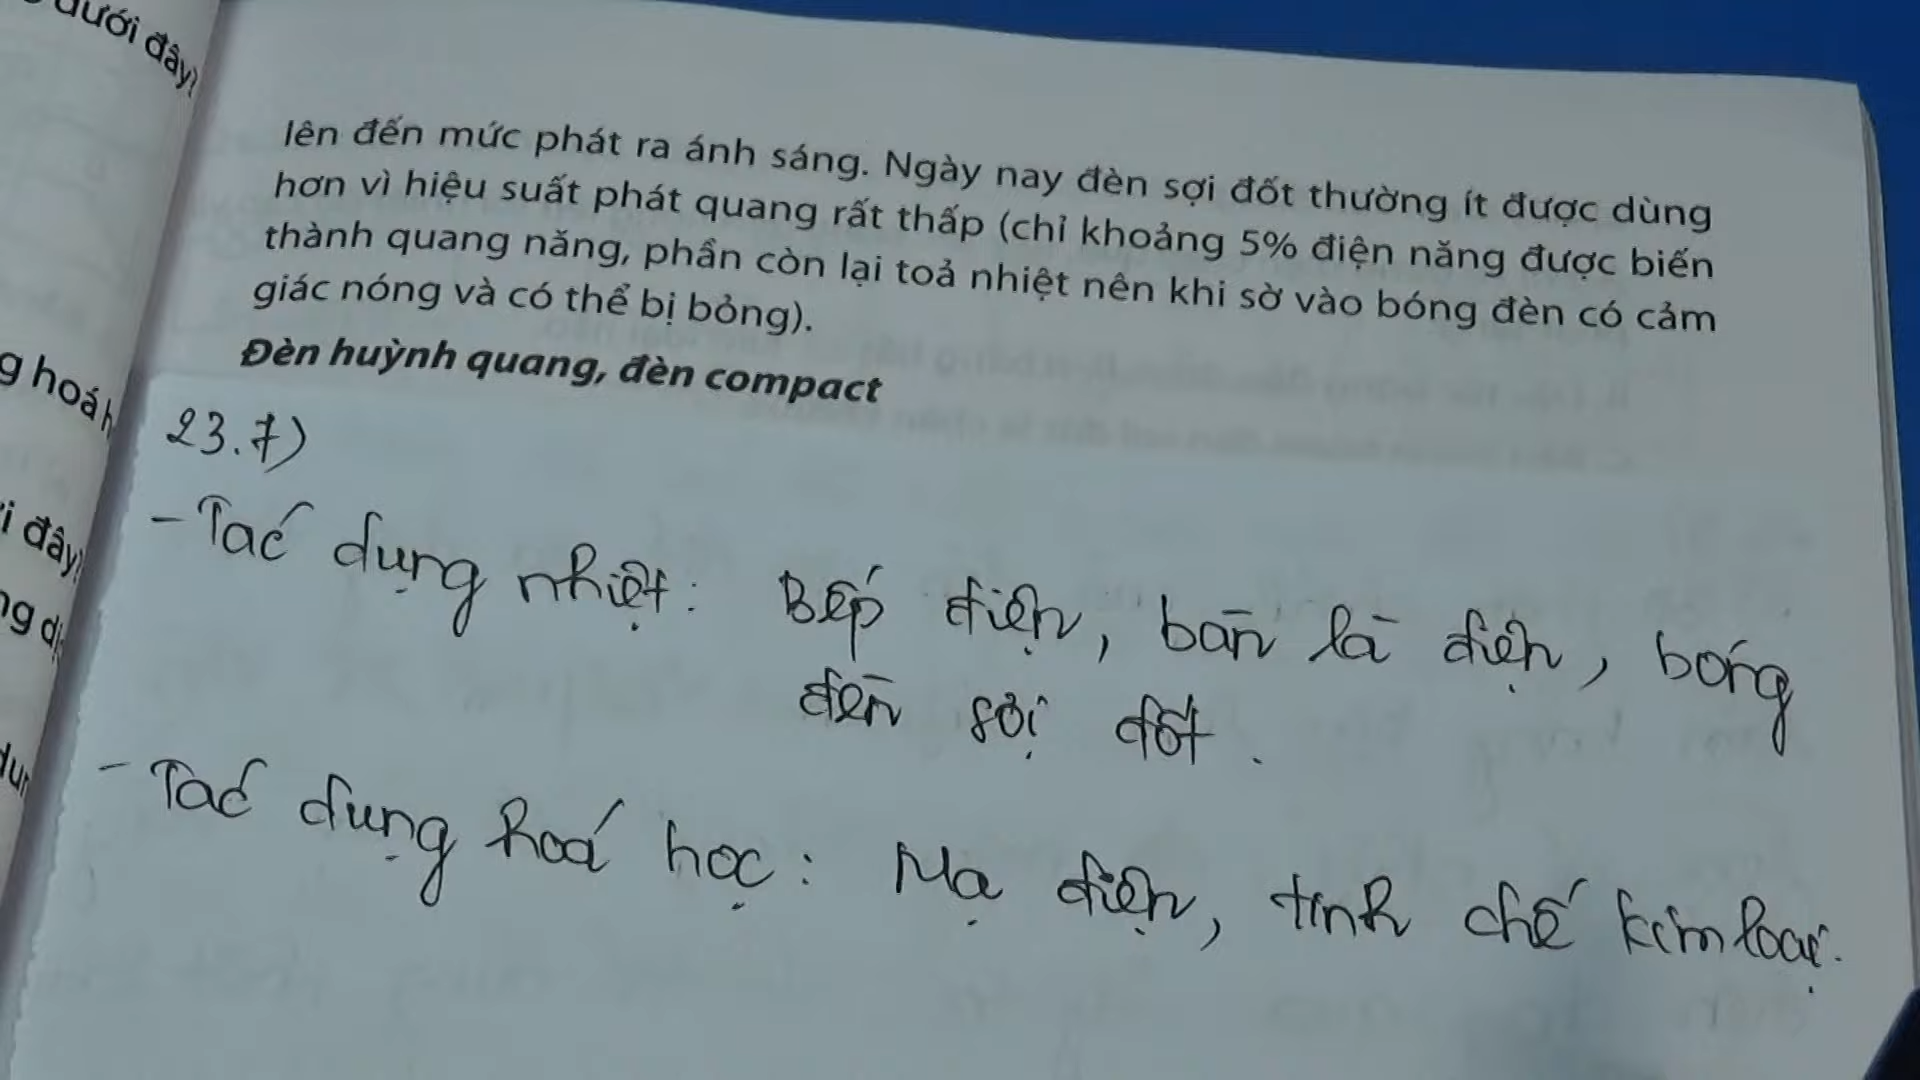 dưới đây?
lên đến mức phát ra ánh sáng. Ngày nay đèn sợi đốt thường ít được dùng
hơn vì hiệu suất phát quang rất thấp (chỉ khoảng 5% điện năng được biến
thành quang năng, phần còn lại toả nhiệt nên khi sờ vào bóng đèn có cảm
giác nóng và có thể bị bỏng).
Đèn huỳnh quang, đèn compact
g hoá h
23.7)
i đây?
- Tác dụng nhiệt: Bếp điện, bàn là điện, bóng
đèn sợi đốt.
- Tác dụng hoá học: Mạ điện, tinh chế kim loại.